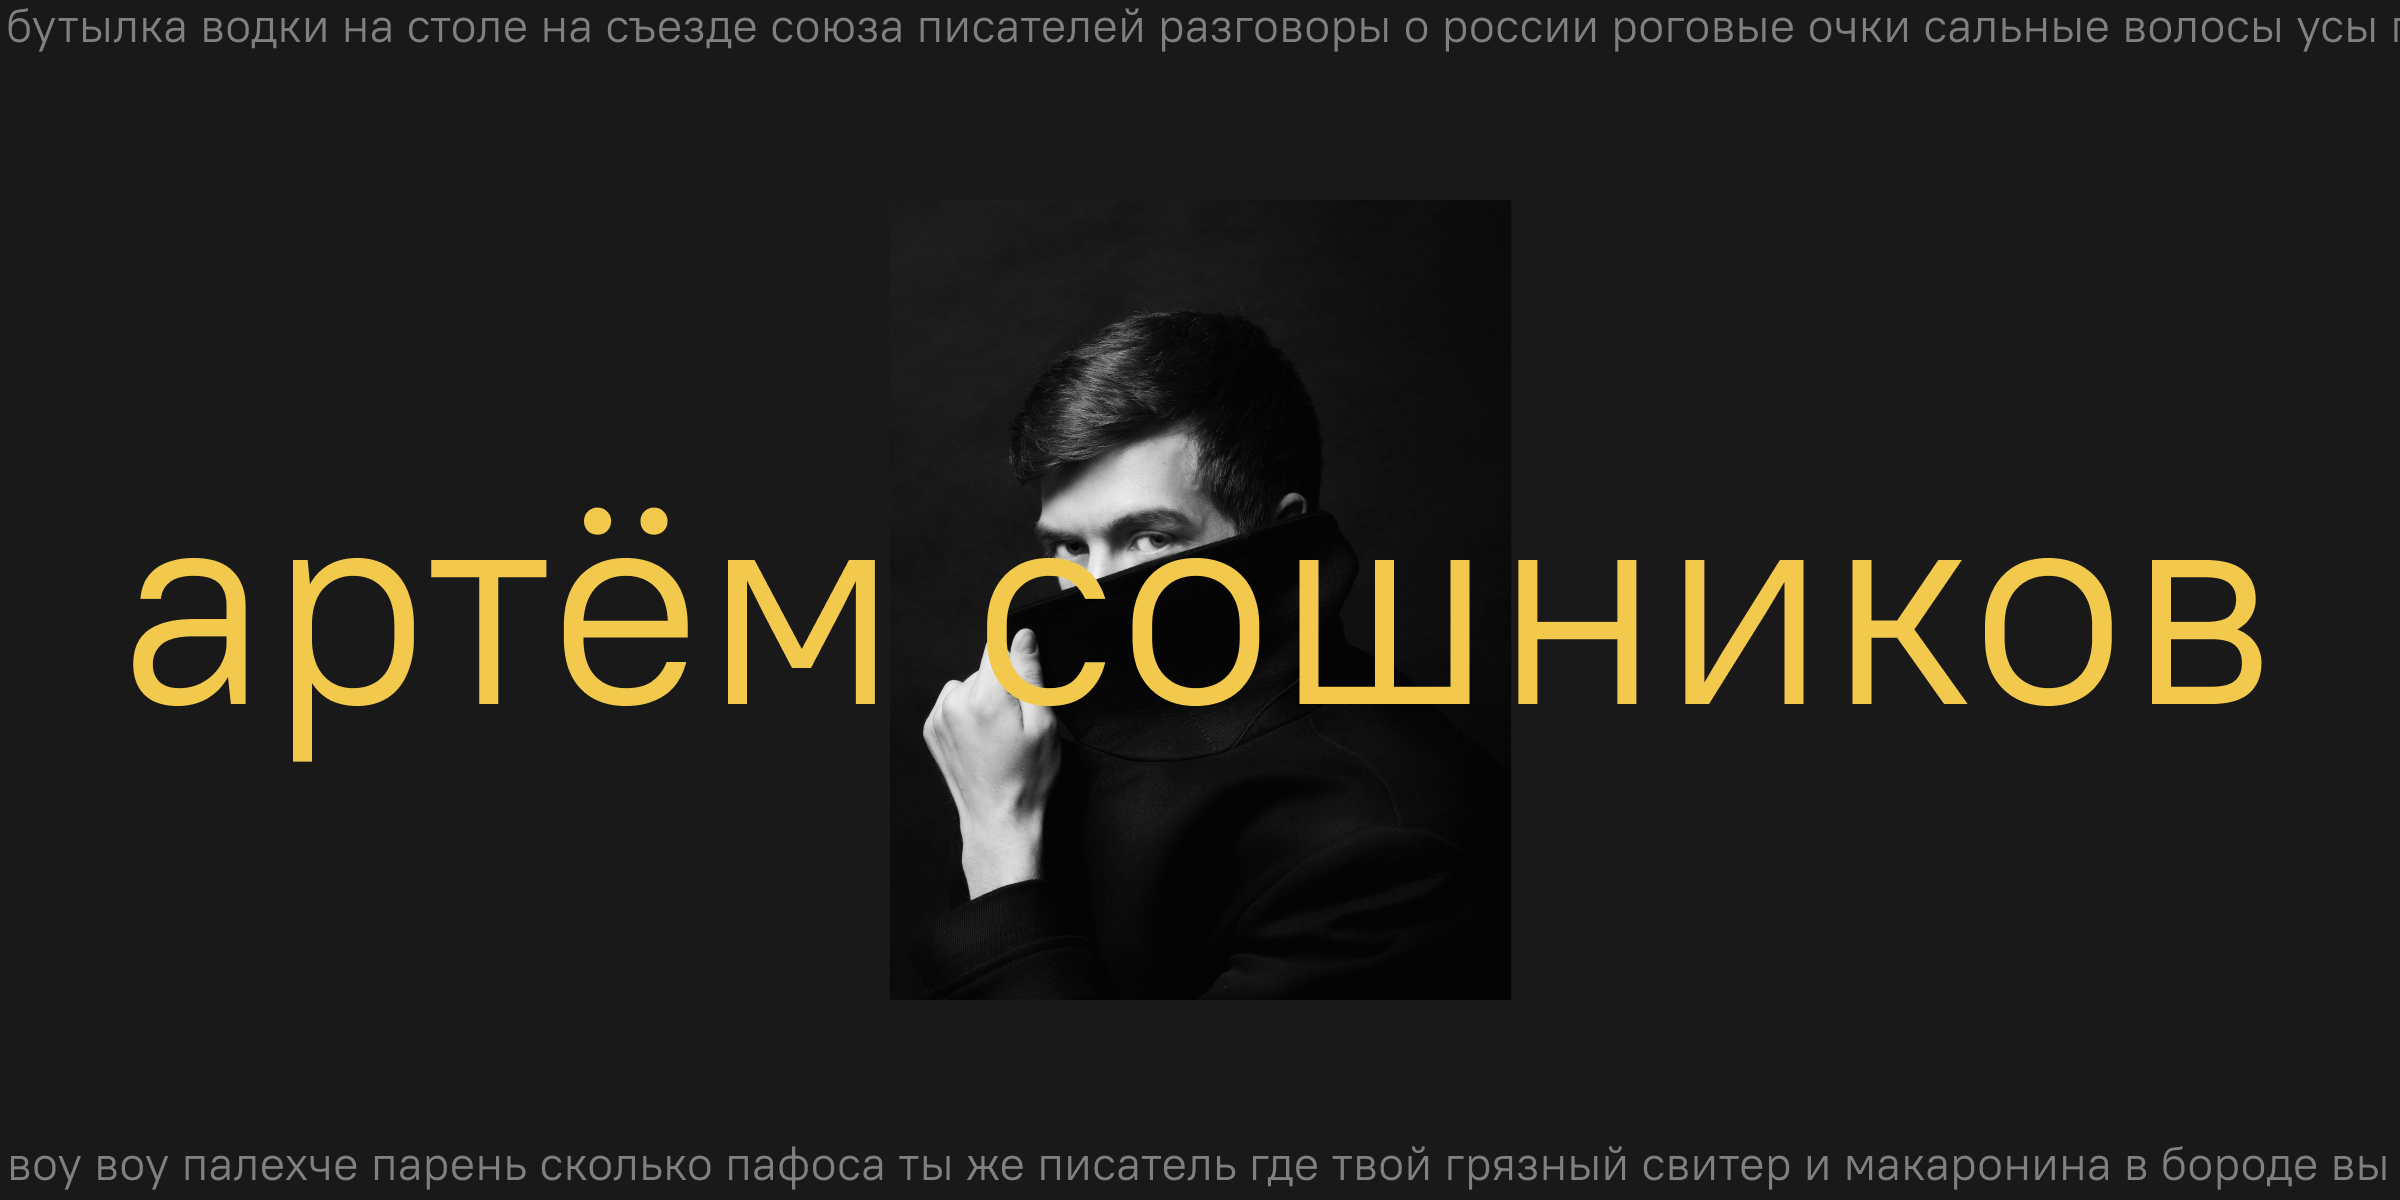 бутылка водки на столе на съезде союза писателей разговоры о россии роговые очки сальные волосы усы
артём сошников
воу воу палехче парень сколько пафоса ты же писатель где твой грязный свитер и макаронина в бороде вы